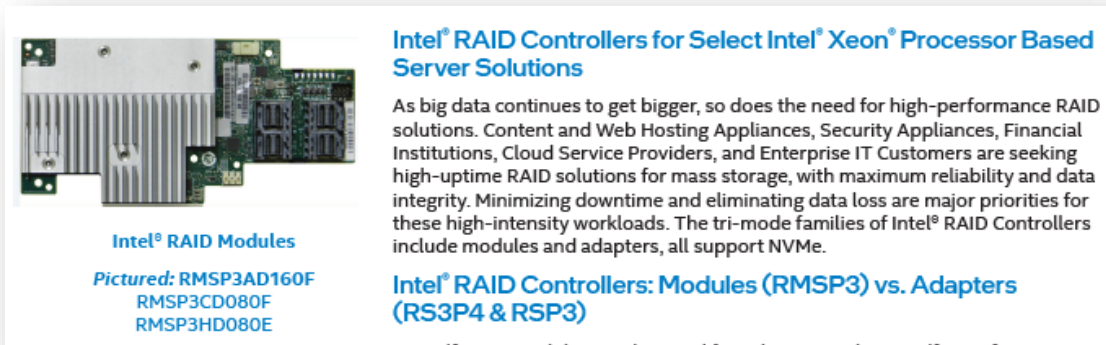 Intel® RAID Controllers for Select Intel® Xeon® Processor Based
Server Solutions
As big data continues to get bigger, so does the need for high-performance RAID
solutions. Content and Web Hosting Appliances, Security Appliances, Financial
Institutions, Cloud Service Providers, and Enterprise IT Customers are seeking
high-uptime RAID solutions for mass storage, with maximum reliability and data
integrity. Minimizing downtime and eliminating data loss are major priorities for
these high-intensity workloads. The tri-mode families of Intel® RAID Controllers
include modules and adapters, all support NVMe.
Intel® RAID Modules
Pictured: RMSP3AD160F
RMSP3CD080F
RMSP3HD080E
Intel® RAID Controllers: Modules (RMSP3) vs. Adapters
(RS3P4 & RSP3)